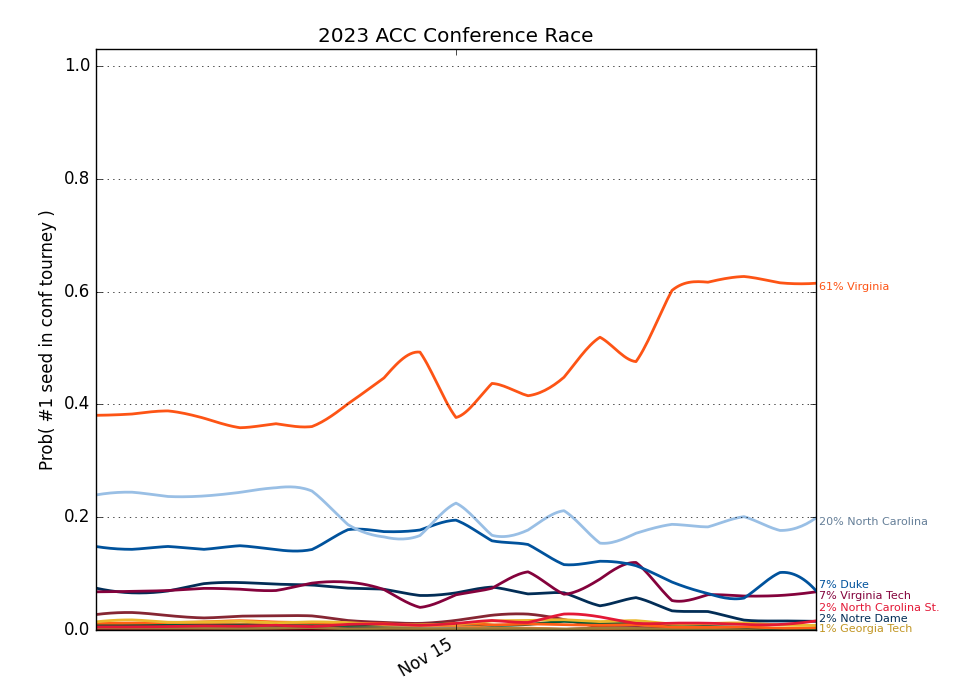 2023 ACC Conference Race
Prob( #1 seed in conf tourney )
1.0
0.8
0.6
0.4
0.2
0.0
Nov 15
61% Virginia
20% North Carolina
7% Duke
7% Virginia Tech
2% North Carolina St.
2% Notre Dame
1% Georgia Tech